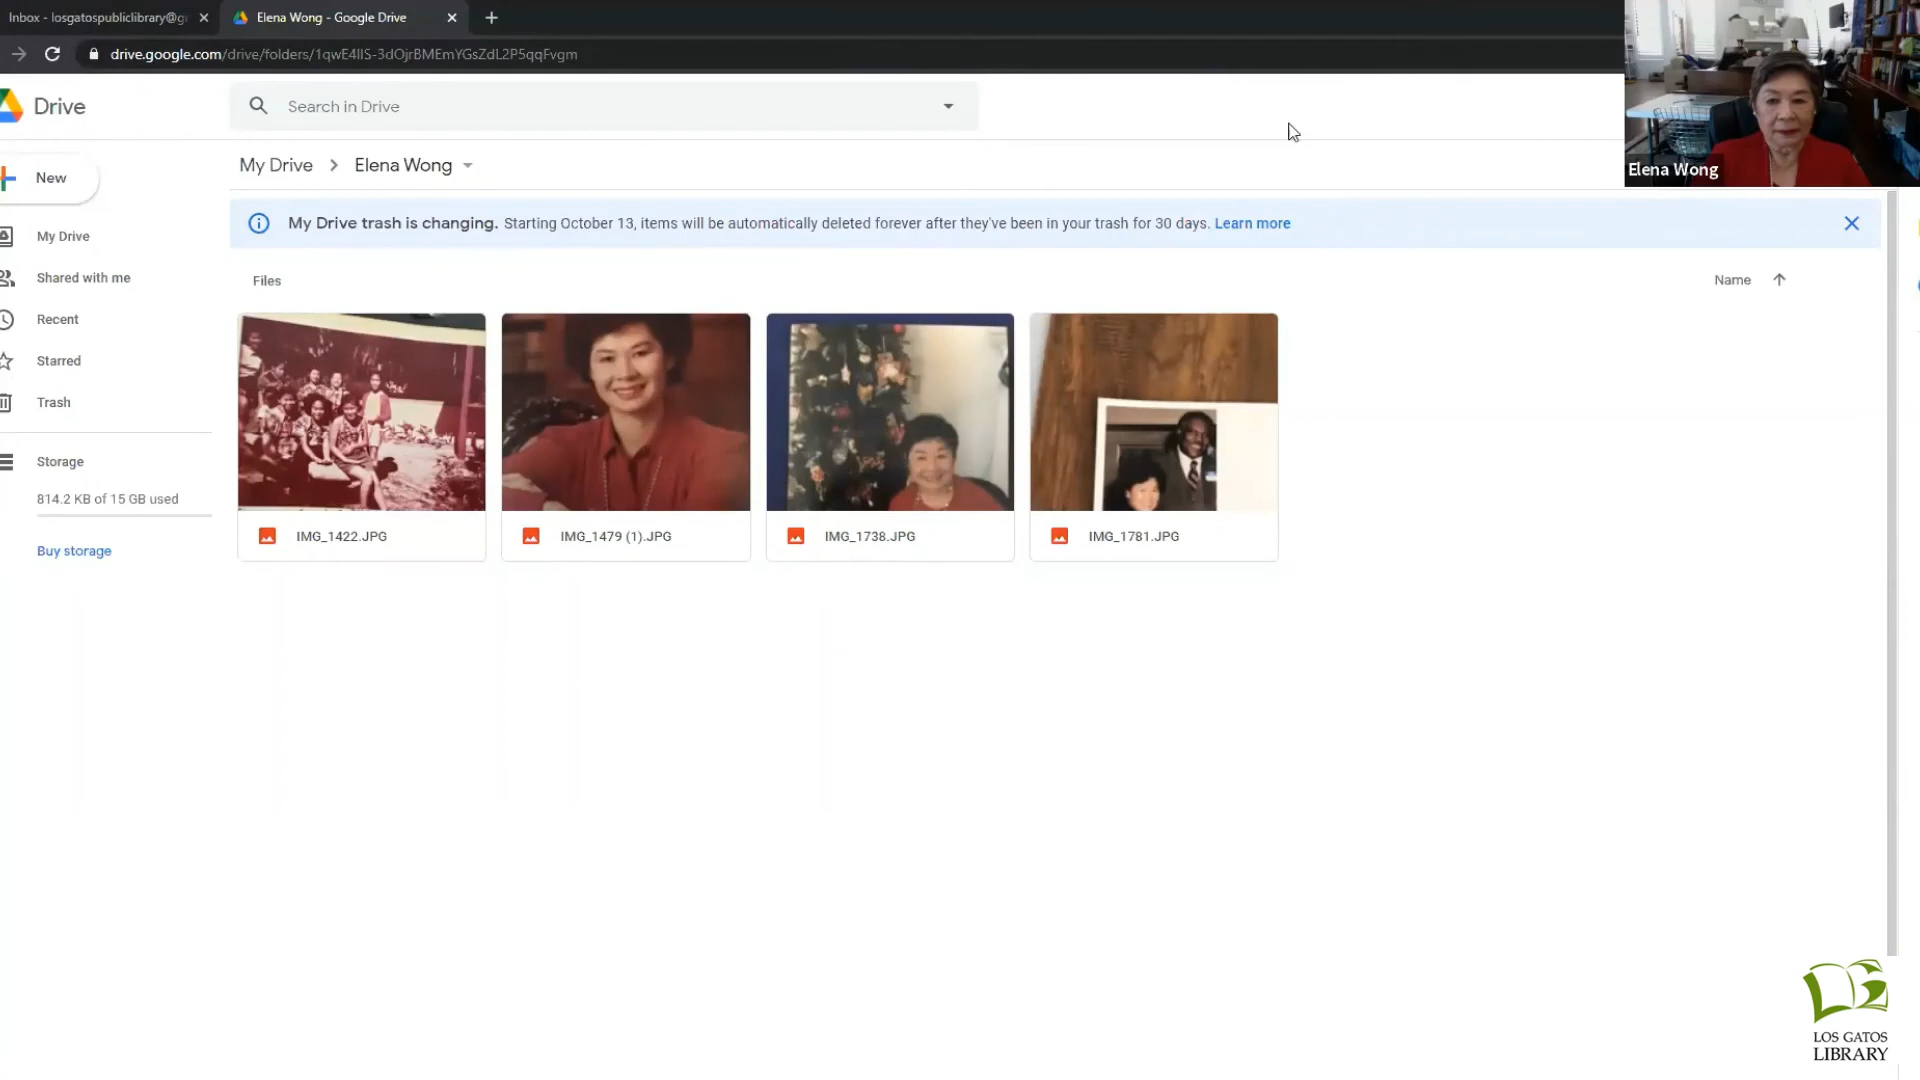 Inbox - losgatospubliclibrary@g
Elena Wong - Google Drive
drive.google.com/drive/folders/1qwE4lIS-3dOjrBMEmYGsZdL2P5qqFvgm
Drive
Search in Drive
Elena Wong
New
My Drive
Elena Wong
My Drive trash is changing. Starting October 13, items will be automatically deleted forever after they've been in your trash for 30 days. Learn more
My Drive
Shared with me
Recent
Starred
Trash
Storage
814.2 KB of 15 GB used
Buy storage
Files
Name
IMG_1422.JPG
IMG_1479 (1).JPG
IMG_1738.JPG
IMG_1781.JPG
LOS GATOS
LIBRARY